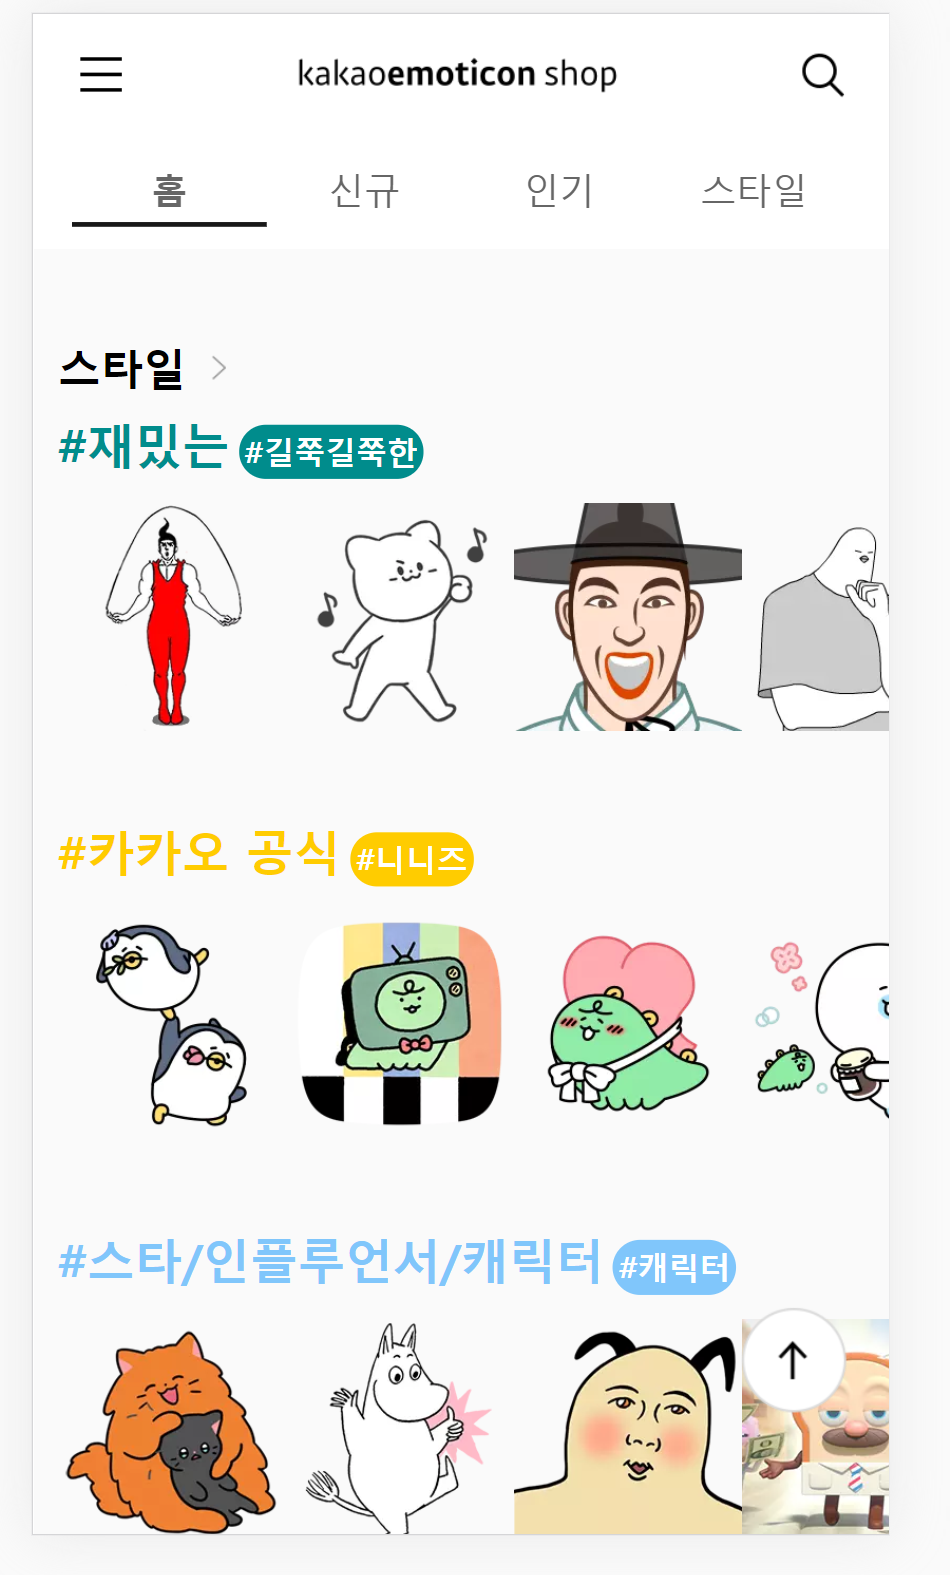 kakaoemoticon shop
홈 신규 인기 스타일
스타일
#재밌는 #길쭉길쭉한
#카카오 공식 #니니즈
#스타/인플루언서/캐릭터 #캐릭터